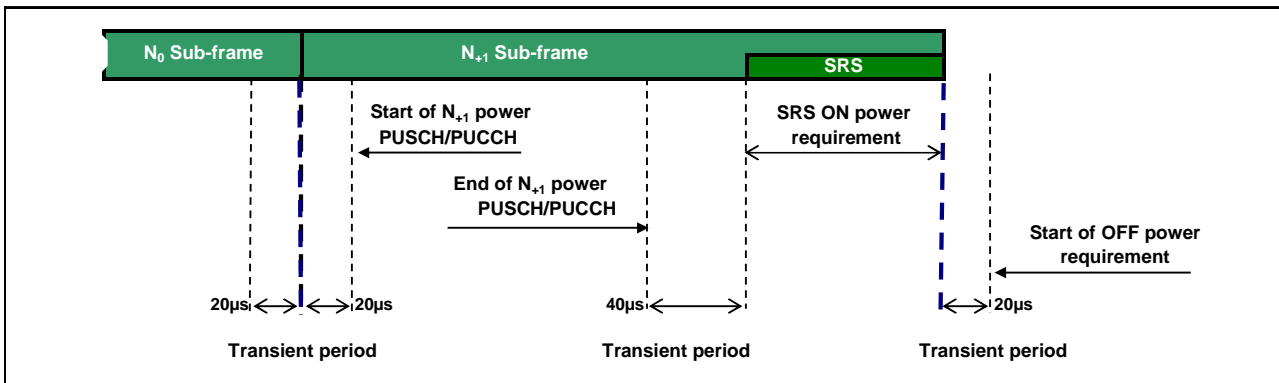 N0 Sub-frame
N+1 Sub-frame
SRS
Start of N+1 power
PUSCH/PUCCH
SRS ON power
requirement
End of N+1 power
PUSCH/PUCCH
Start of OFF power
requirement
20µs
20µs
40µs
20µs
Transient period
Transient period
Transient period